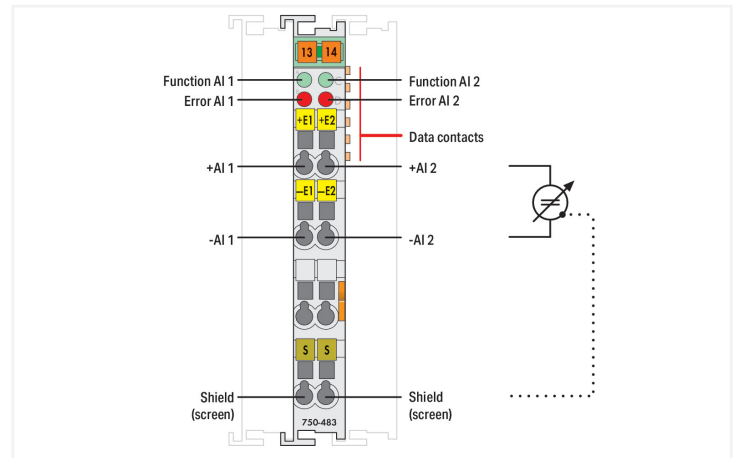 13 14
Function AI 1
Function AI 2
Error AI 1
Error AI 2
+E1 +E2
Data contacts
+AI 1
+AI 2
–E1 –E2
-AI 1
-AI 2
S S
Shield
(screen)
Shield
(screen)
750-483